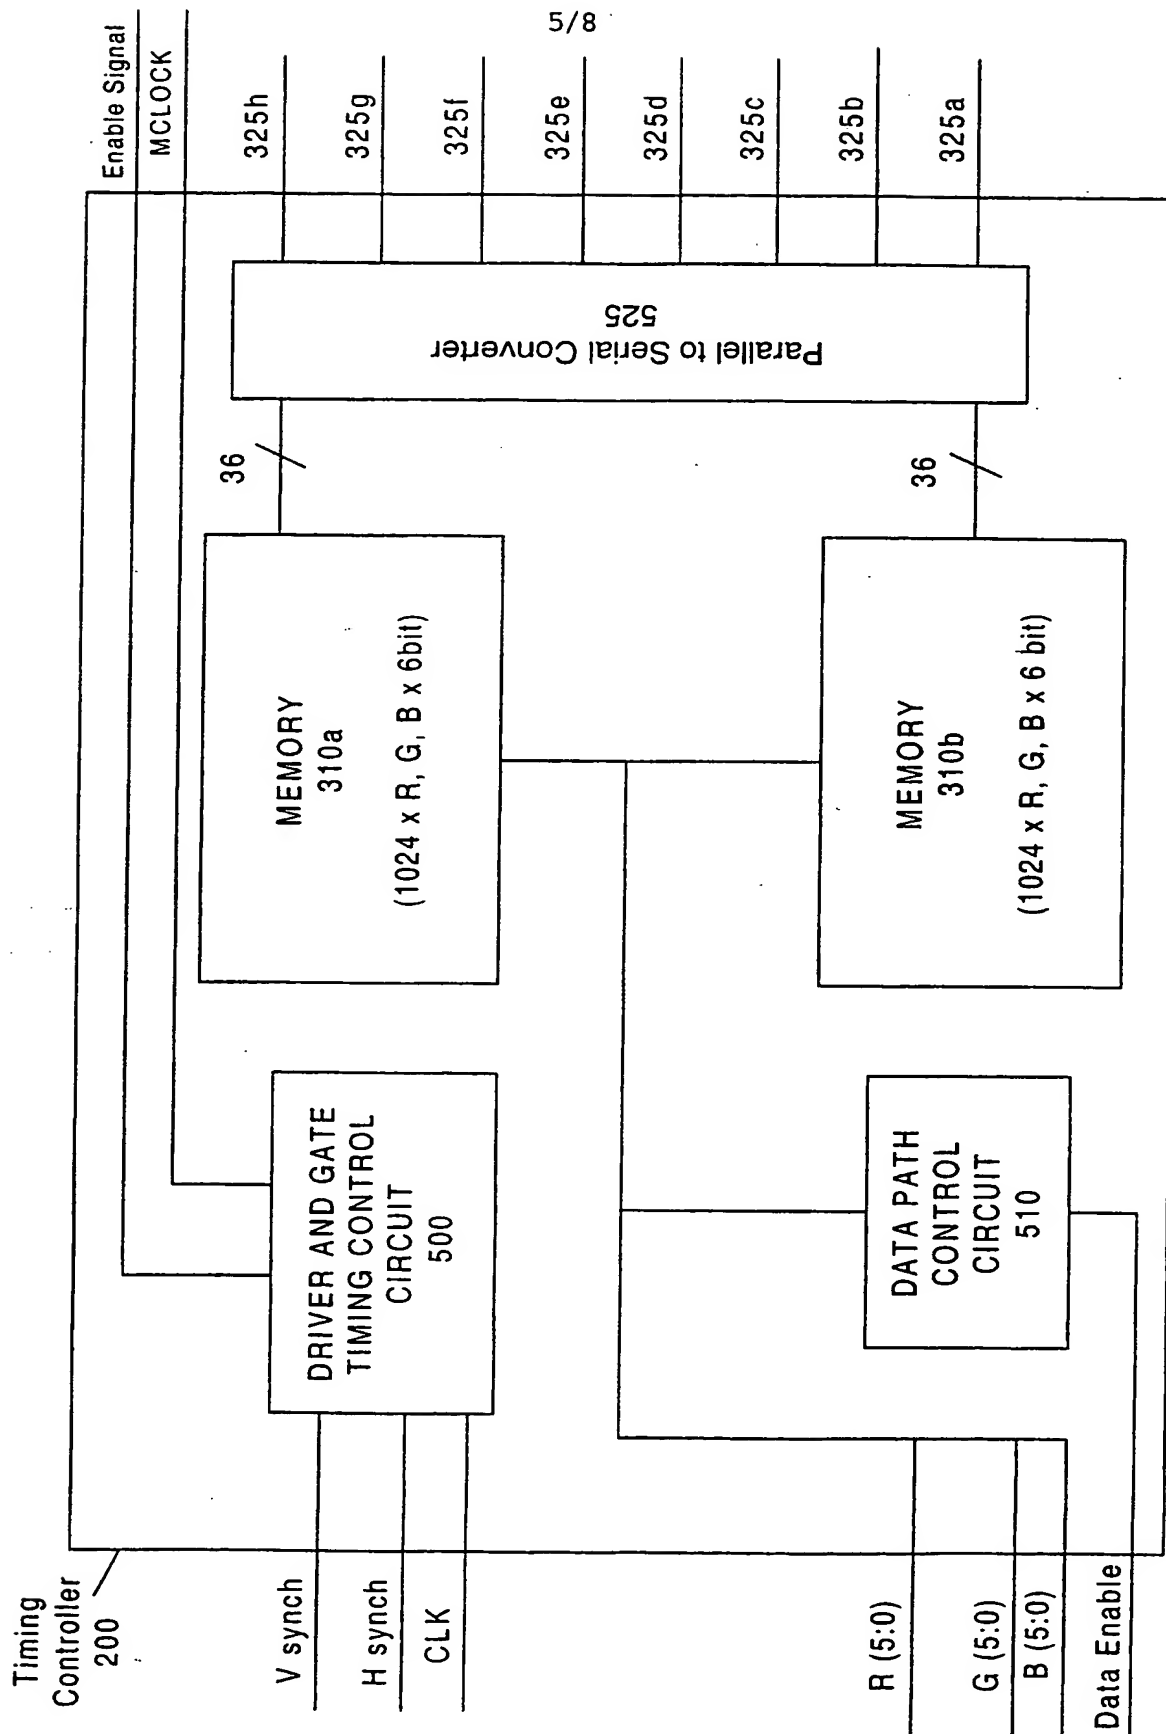 5/8
Enable Signal
MCLOCK
325h
325g
325f
325e
325d
325c
325b
325a
Parallel to Serial Converter
525
36
36
MEMORY
310a
(1024 x R, G, B x 6bit)
MEMORY
310b
(1024 x R, G, B x 6 bit)
DRIVER AND GATE
TIMING CONTROL
CIRCUIT
500
DATA PATH
CONTROL
CIRCUIT
510
Timing
Controller
200
V synch
H synch
CLK
R (5:0)
G (5:0)
B (5:0)
Data Enable